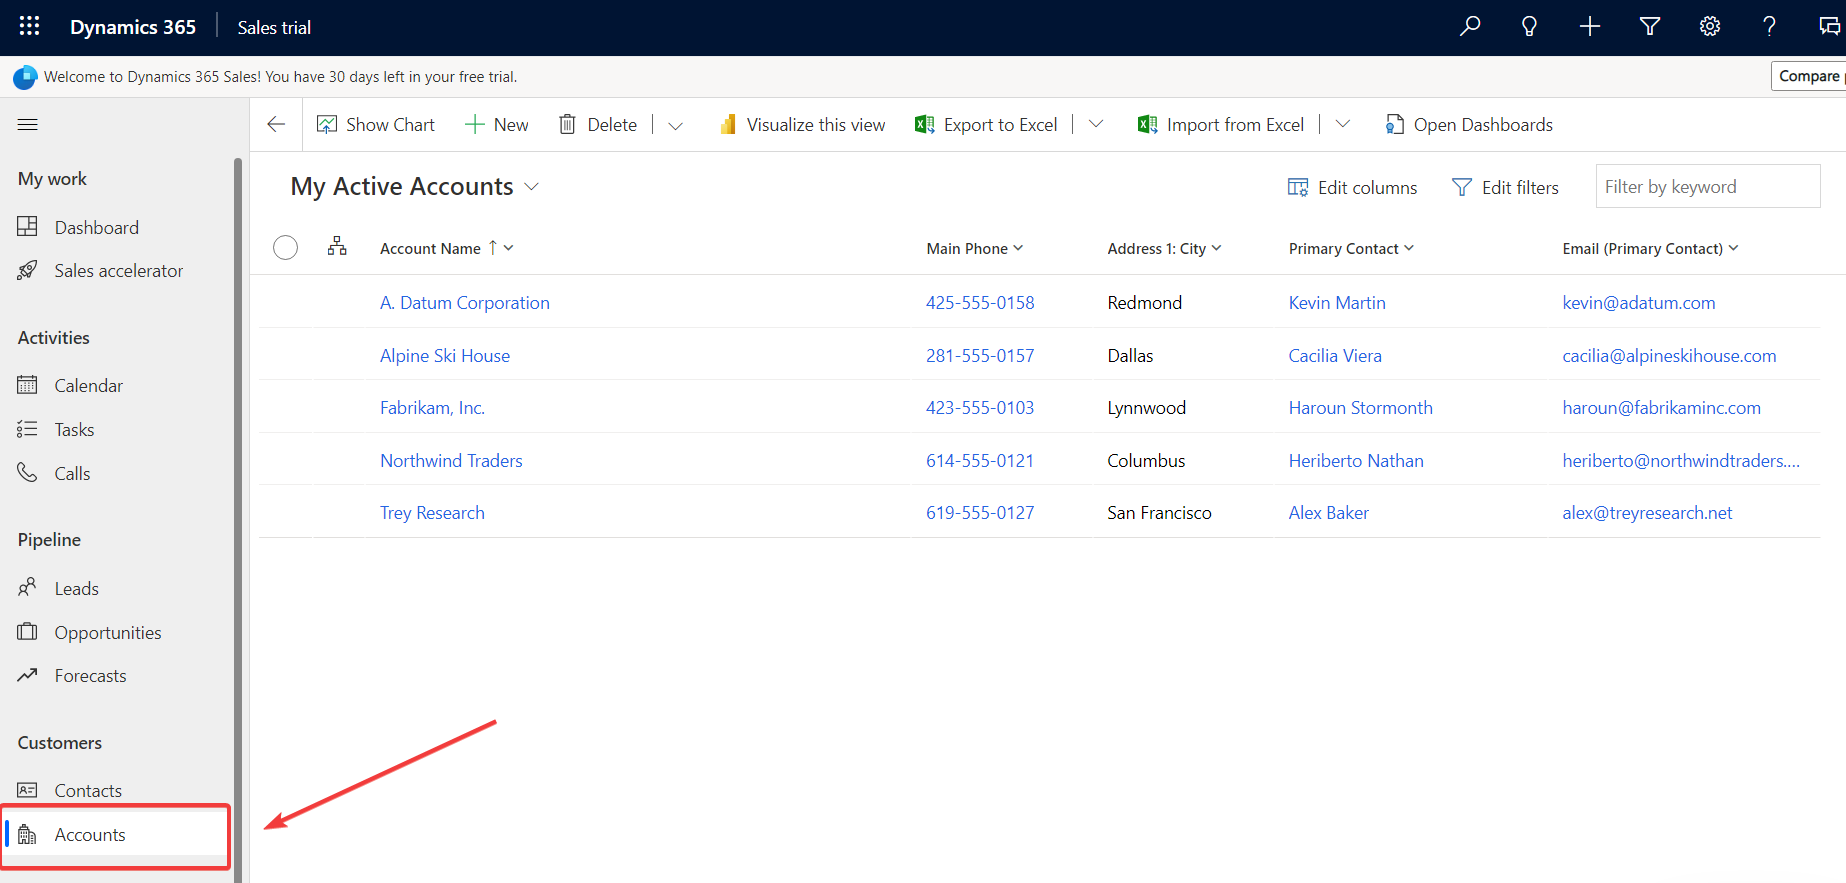 Dynamics 365 Sales trial
Welcome to Dynamics 365 Sales! You have 30 days left in your free trial.
Compare
Show Chart New Delete Visualize this view Export to Excel Import from Excel Open Dashboards
My work
Dashboard
Sales accelerator
Activities
Calendar
Tasks
Calls
Pipeline
Leads
Opportunities
Forecasts
Customers
Contacts
Accounts
My Active Accounts
Edit columns Edit filters Filter by keyword
Account Name Main Phone Address 1: City Primary Contact Email (Primary Contact)
A. Datum Corporation 425-555-0158 Redmond Kevin Martin kevin@adatum.com
Alpine Ski House 281-555-0157 Dallas Cacilia Viera cacilia@alpineskihouse.com
Fabrikam, Inc. 423-555-0103 Lynnwood Haroun Stormonth haroun@fabrikaminc.com
Northwind Traders 614-555-0121 Columbus Heriberto Nathan heriberto@northwindtraders....
Trey Research 619-555-0127 San Francisco Alex Baker alex@treyresearch.net